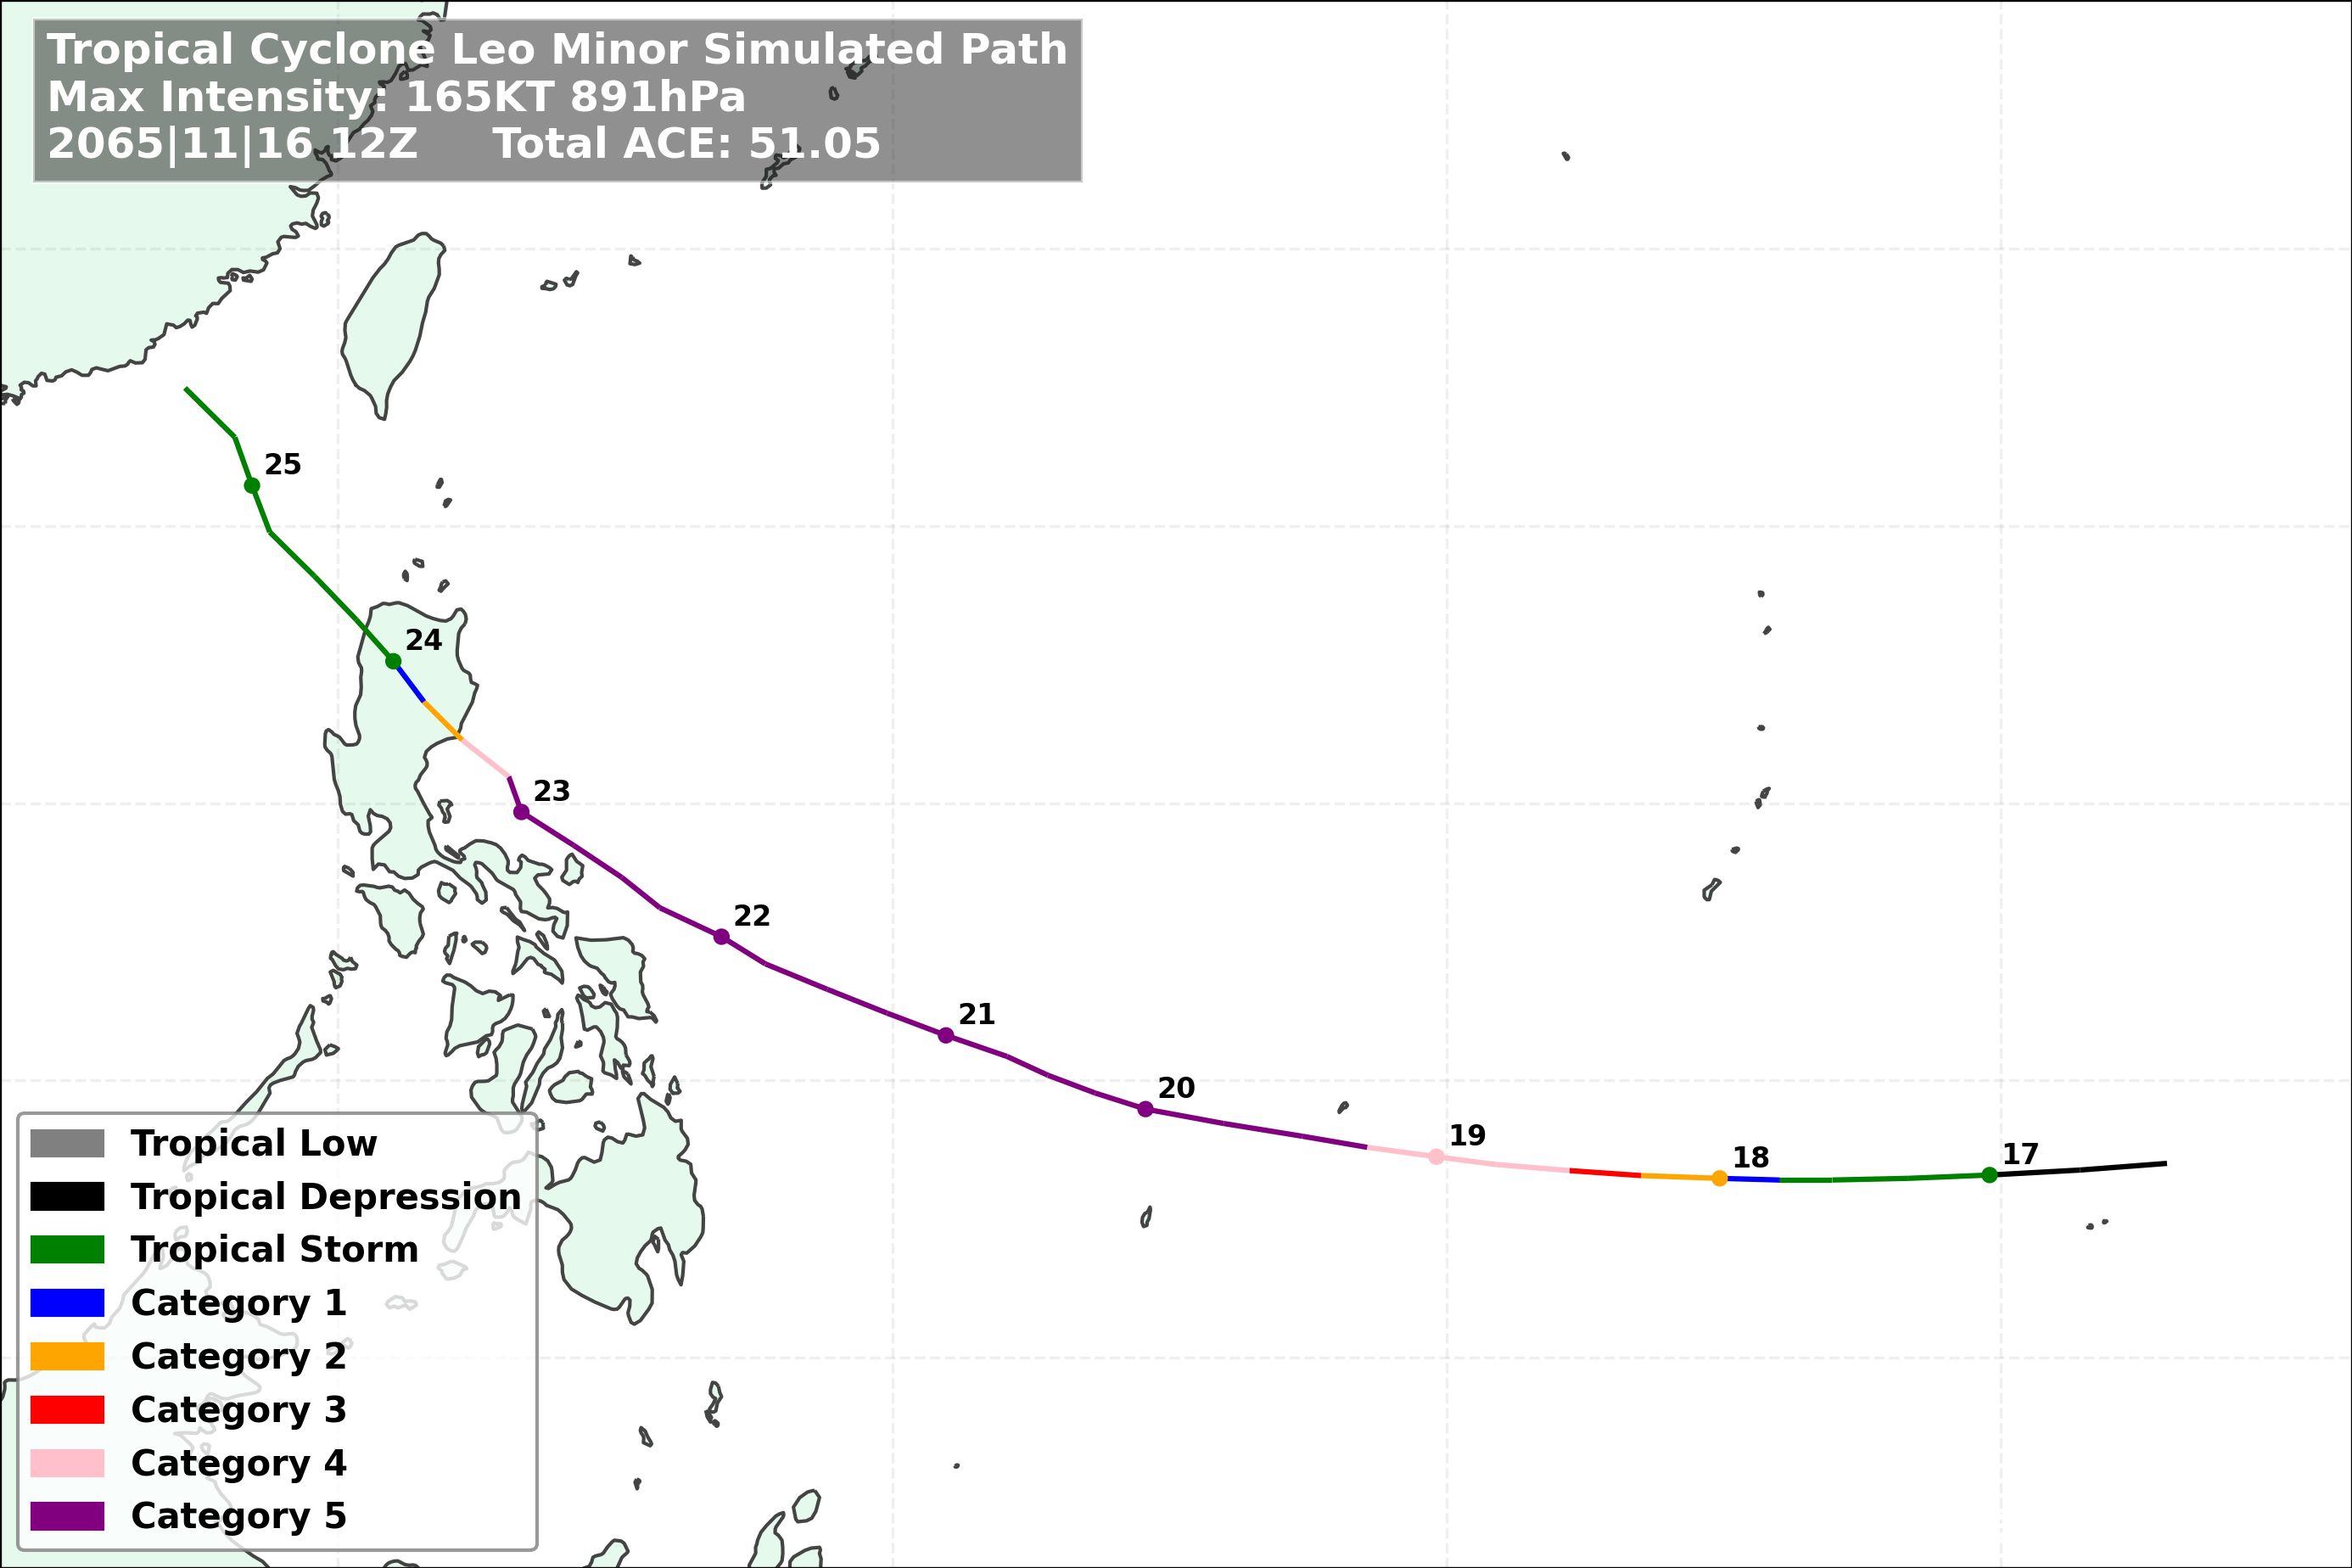 Tropical Cyclone Leo Minor Simulated Path
Max Intensity: 165KT 891hPa
2065|11|16 12Z Total ACE: 51.05
25
24
23
22
21
20
19
18
17
Tropical Low
Tropical Depression
Tropical Storm
Category 1
Category 2
Category 3
Category 4
Category 5